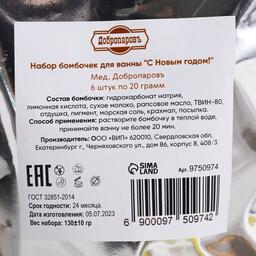 Добропаровъ
Набор бомбочек для ванны "С Новым годом!"
Мед, Добропаровъ
6 штук по 20 грамм
Состав бомбочки: гидрокарбонат натрия,
лимонная кислота, сухое молоко, рапсовое масло, ТВИН-80,
отдушка, пигмент, морская соль, крахмал, посыпка.
Способ применения: растворите бомбочку в теплой воде,
принимайте ванну не более 20 мин.
Производитель: ООО «ВИП» 620010, Свердловская обл.,
Екатеринбург г., Черняховского ул., дом 86, корпус 8, 408/3.
EAC
SIMA
LAND
Арт.: 9750974
ГОСТ 32851-2014
Срок годности: 24 месяца.
Дата изготовления: 05.07.2023
Вес набора: 130±10 гр
6 900097 509742